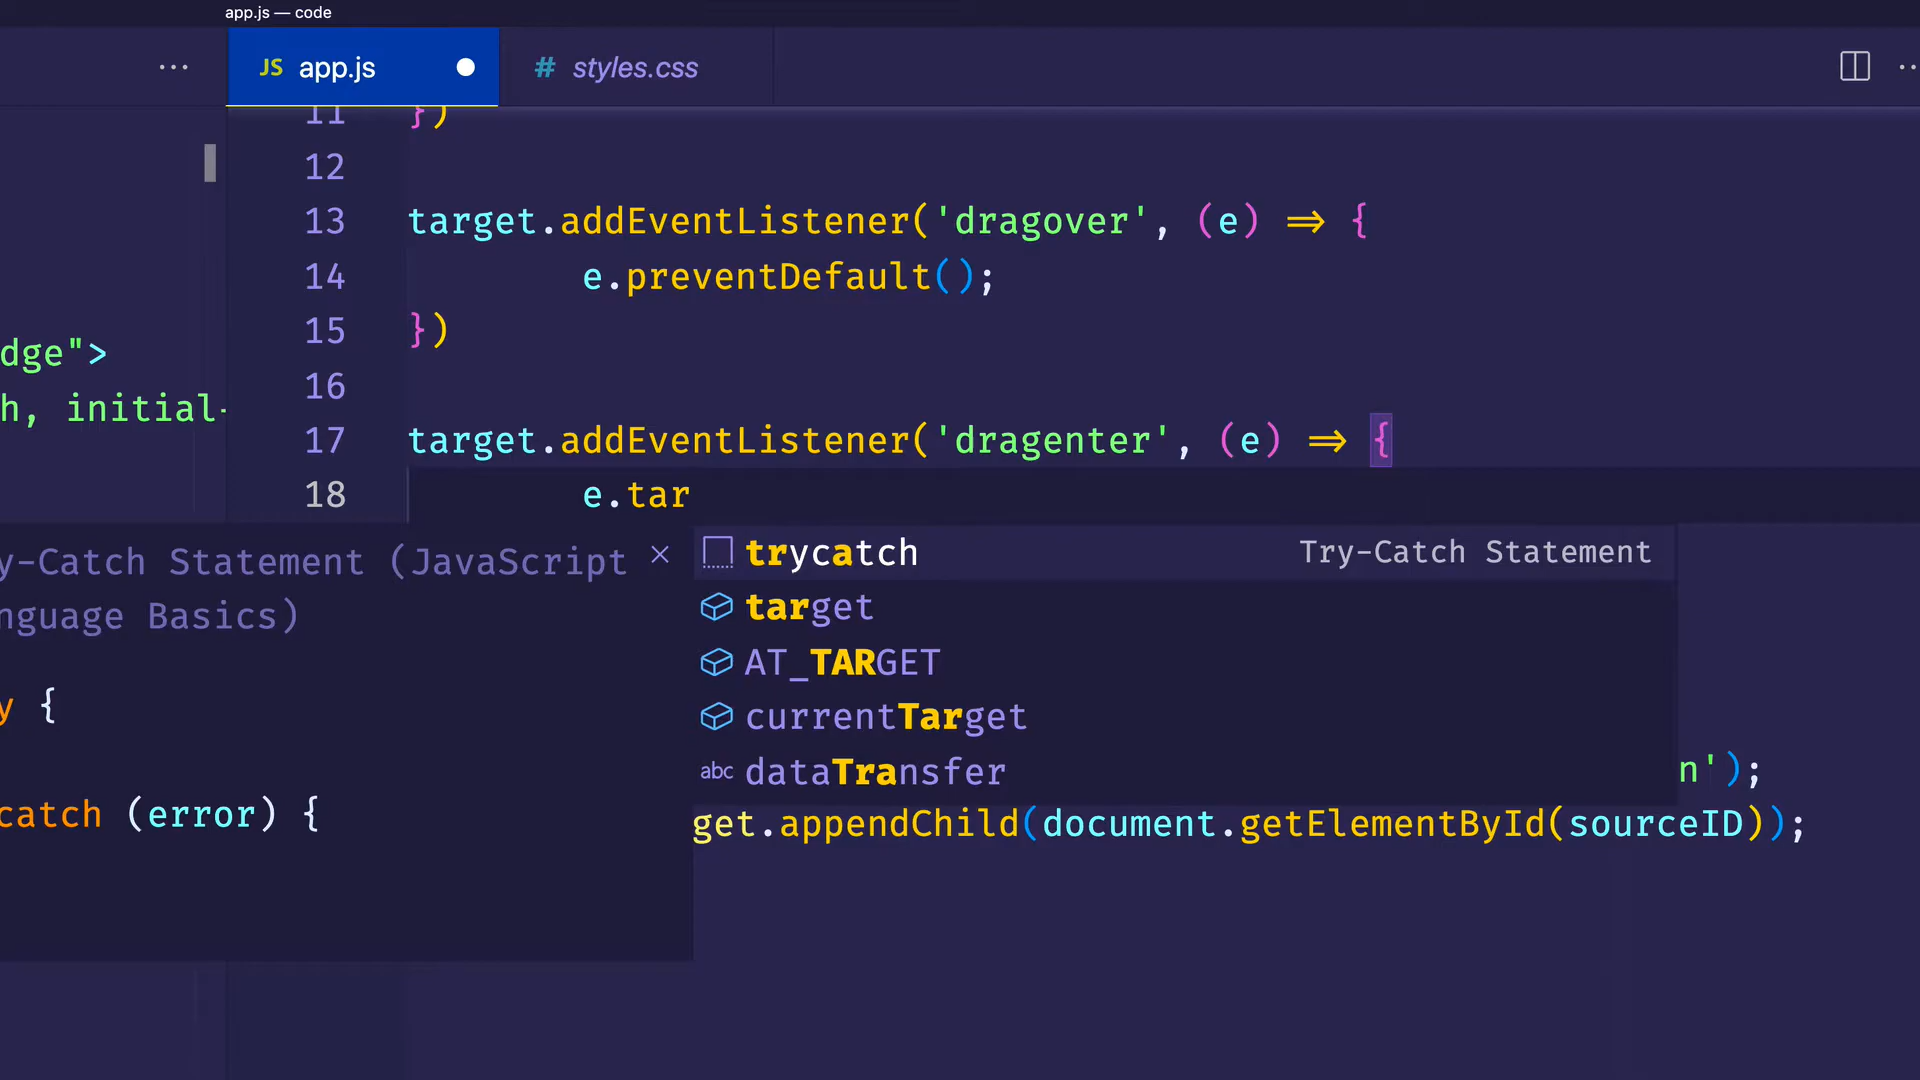 app.js — code
JS app.js
# styles.css
11 })
12
13 target.addEventListener('dragover', (e) => {
14 e.preventDefault();
15 })
dge">
16
h, initial-
17 target.addEventListener('dragenter', (e) => {
18 e.tar
y-Catch Statement (JavaScript ×
nguage Basics)
y {
catch (error) {
trycatch Try-Catch Statement
target
AT_TARGET
currentTarget
abc dataTransfer
n');
get.appendChild(document.getElementById(sourceID));